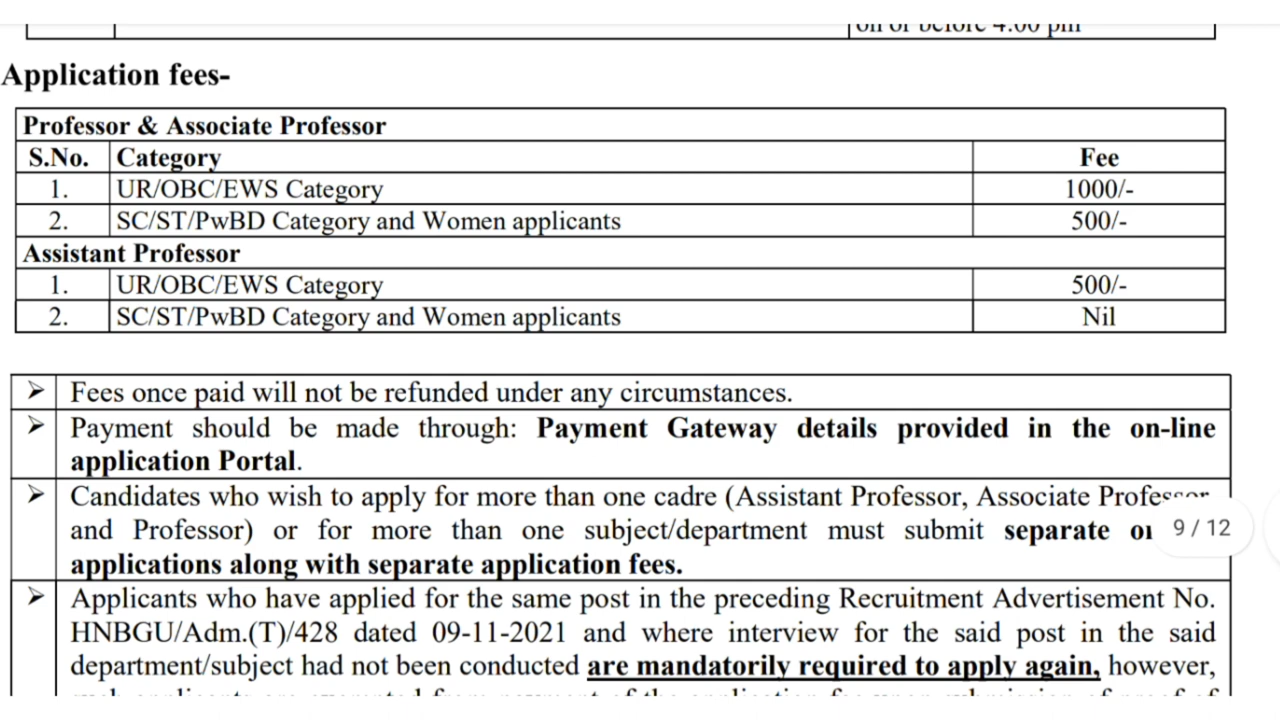 on or before 4.00 pm
Application fees-
Professor & Associate Professor
S.No. Category Fee
1. UR/OBC/EWS Category 1000/-
2. SC/ST/PwBD Category and Women applicants 500/-
Assistant Professor
1. UR/OBC/EWS Category 500/-
2. SC/ST/PwBD Category and Women applicants Nil
➢ Fees once paid will not be refunded under any circumstances.
➢ Payment should be made through: Payment Gateway details provided in the on-line
application Portal.
➢ Candidates who wish to apply for more than one cadre (Assistant Professor, Associate Professor
and Professor) or for more than one subject/department must submit separate
9 / 12
applications along with separate application fees.
➢ Applicants who have applied for the same post in the preceding Recruitment Advertisement No.
HNBGU/Adm.(T)/428 dated 09-11-2021 and where interview for the said post in the said
department/subject had not been conducted are mandatorily required to apply again, however,